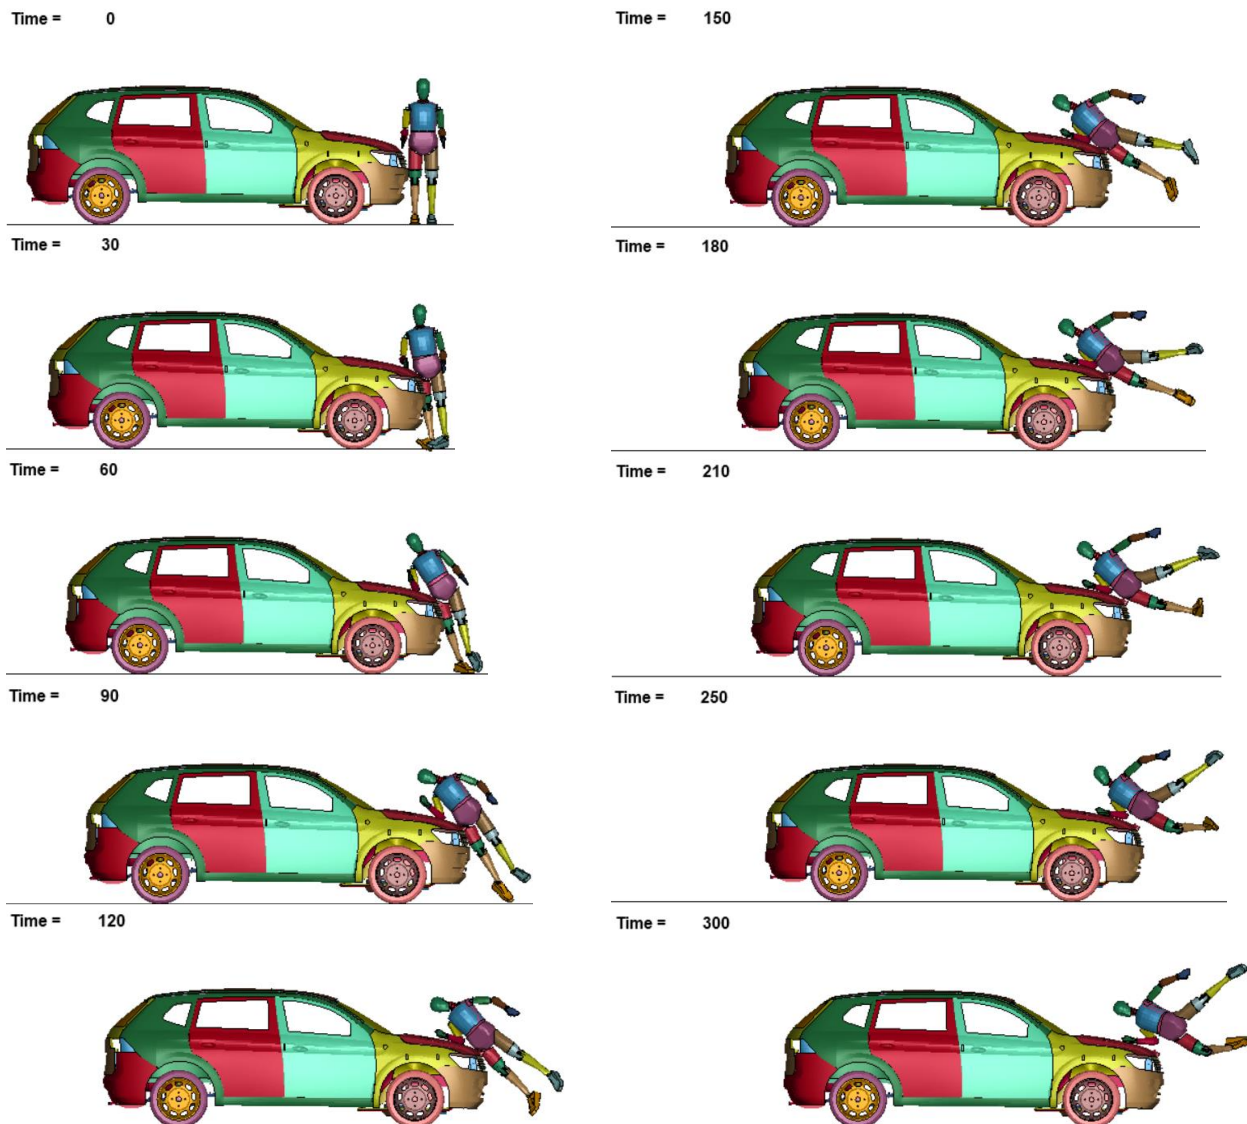 Time = 0
Time = 30
Time = 60
Time = 90
Time = 120
Time = 150
Time = 180
Time = 210
Time = 250
Time = 300